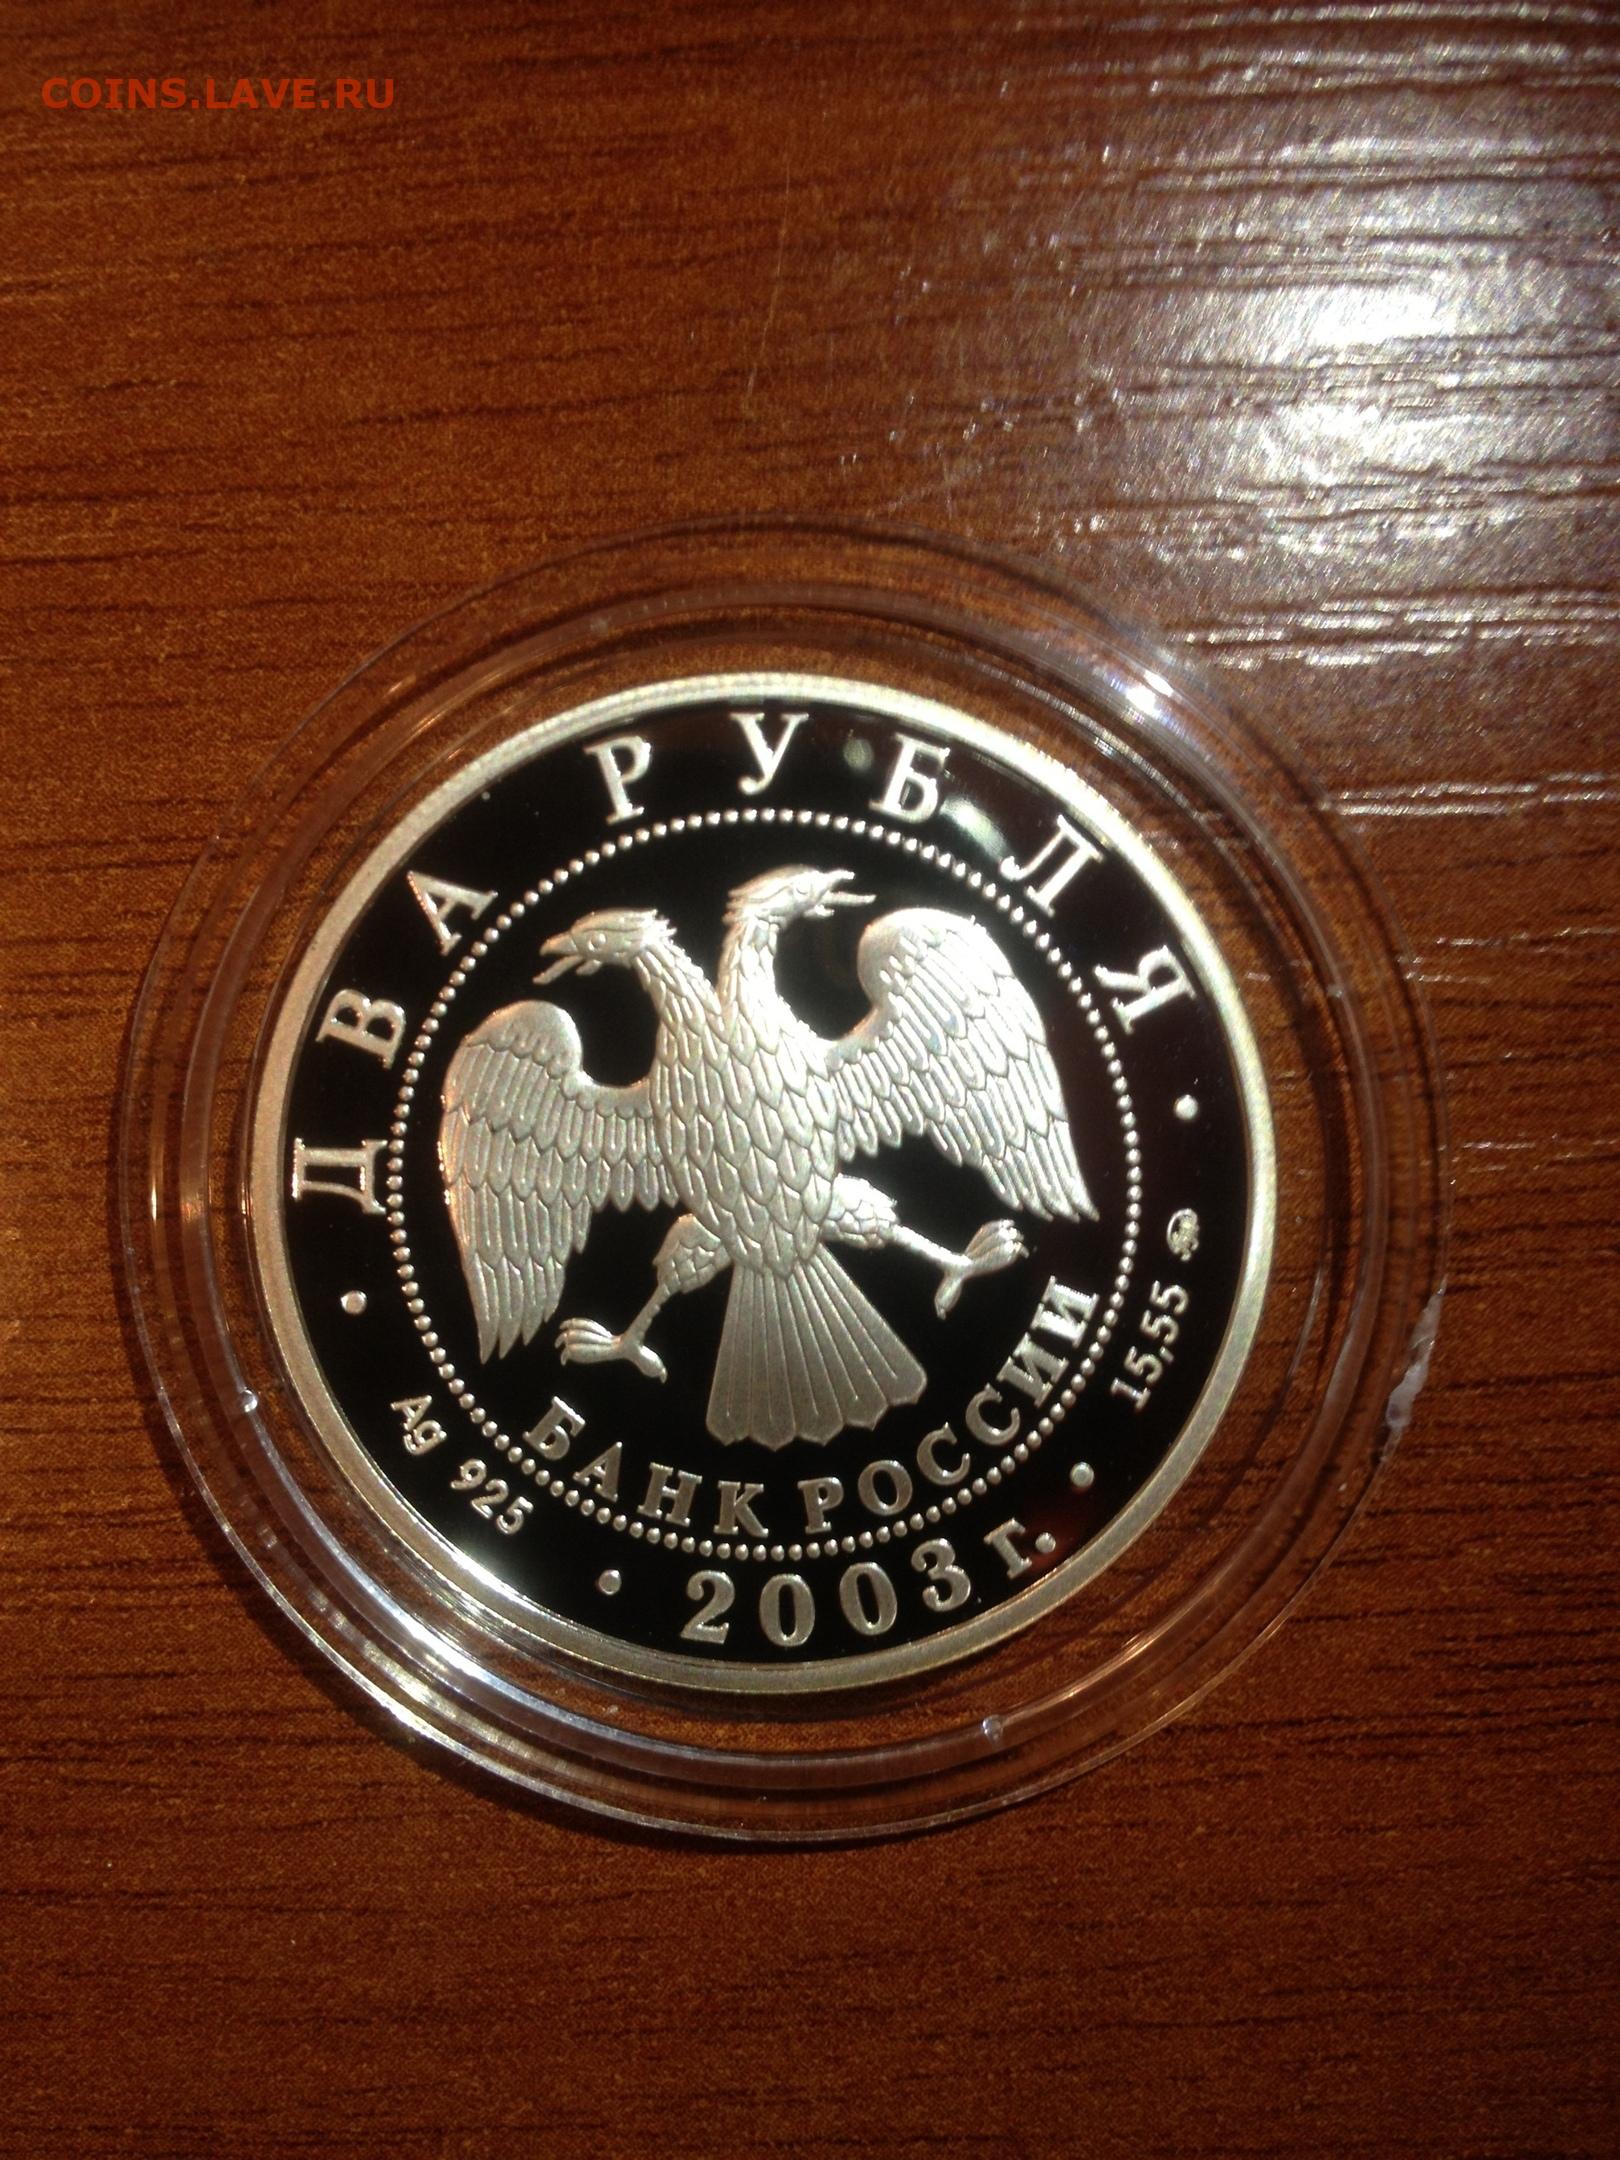 COINS.LAVE.RU
ДВА РУБЛЯ
БАНК РОССИИ
Ag 925
• 2003 г. •
15,55